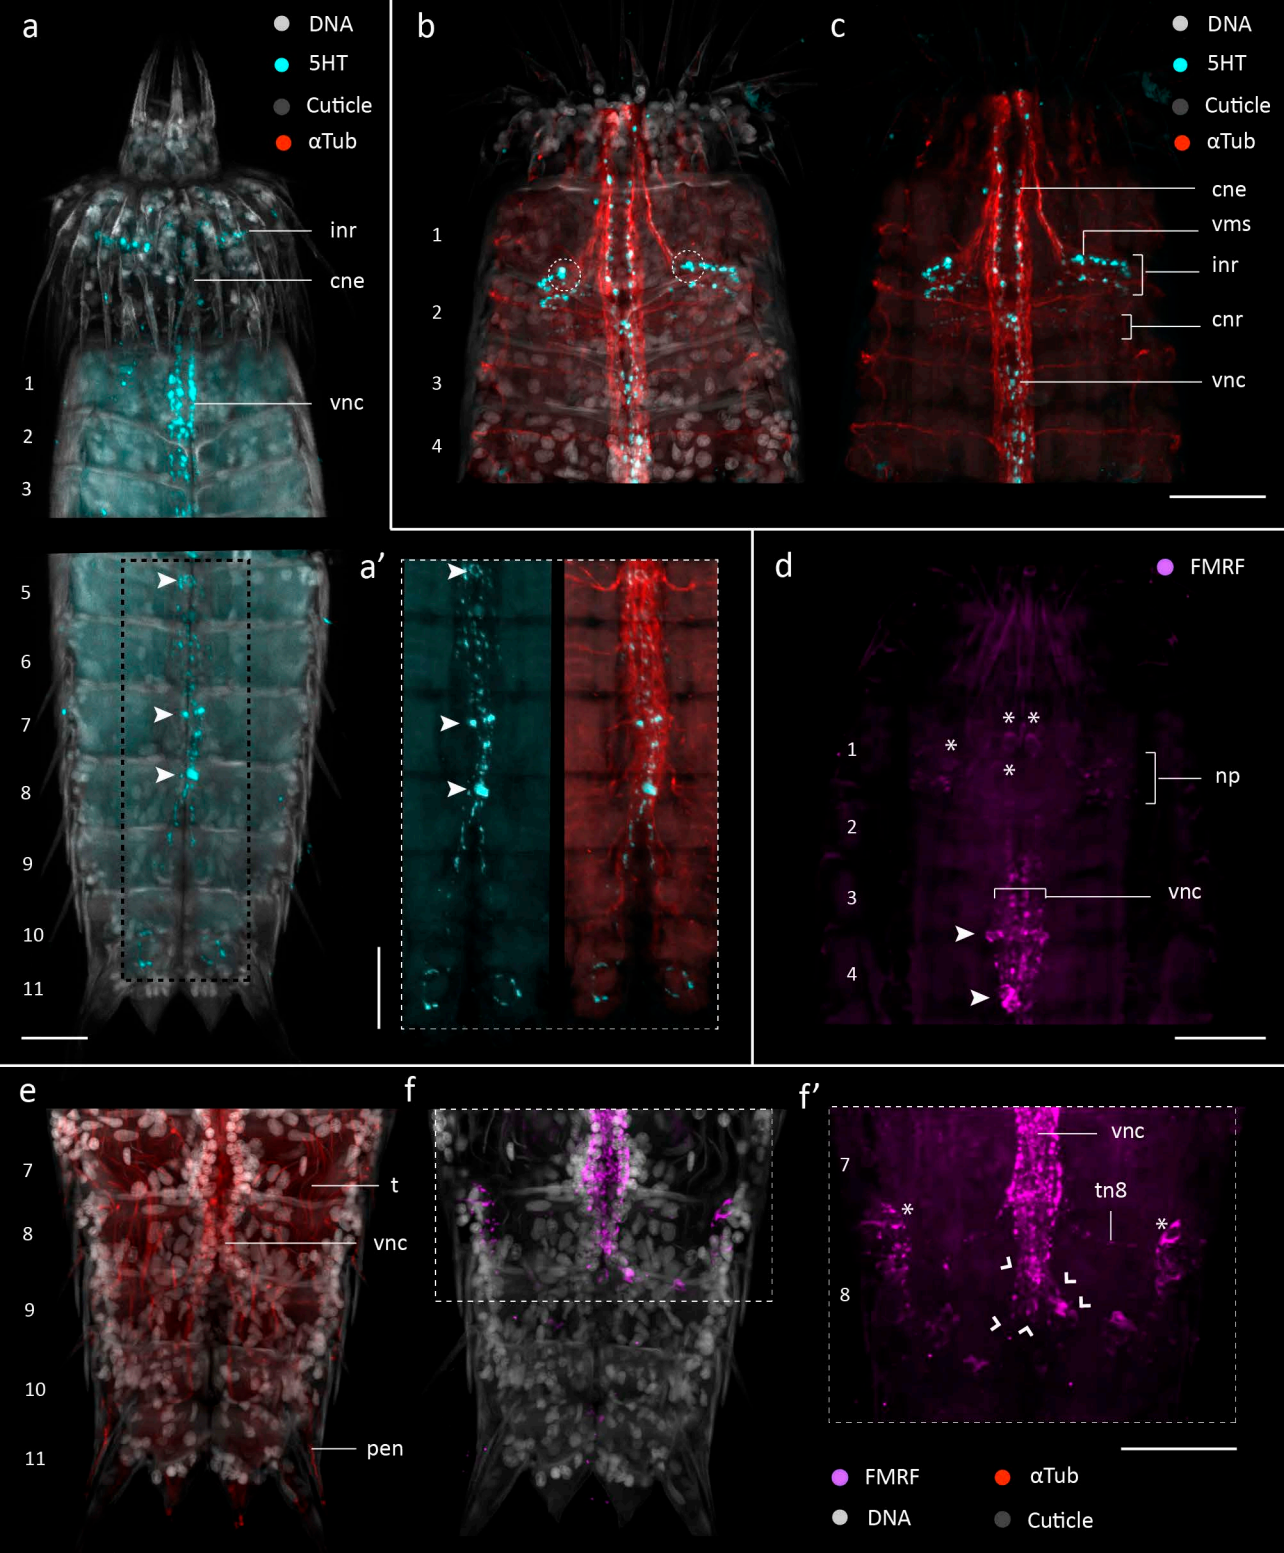 a
DNA
5HT
Cuticle
αTub
inr
cne
vnc
1
2
3
5
6
7
8
9
10
11
a’
b
1
2
3
4
c
DNA
5HT
Cuticle
αTub
cne
vms
inr
cnr
vnc
d
FMRF
* *
*
*
1
np
2
3
vnc
4
e
7
t
8
vnc
9
10
11
pen
f
f’
vnc
7
tn8
*
*
8
FMRF
αTub
DNA
Cuticle